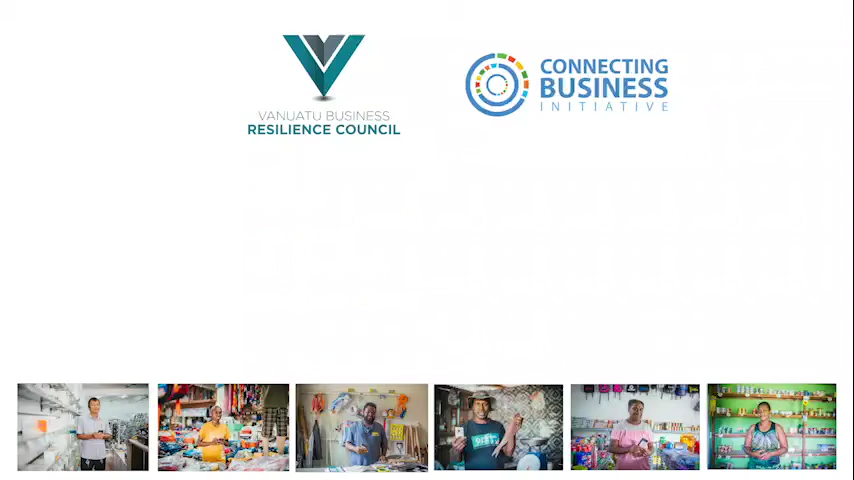 VANUATU BUSINESS
RESILIENCE COUNCIL
CONNECTING
BUSINESS
INITIATIVE